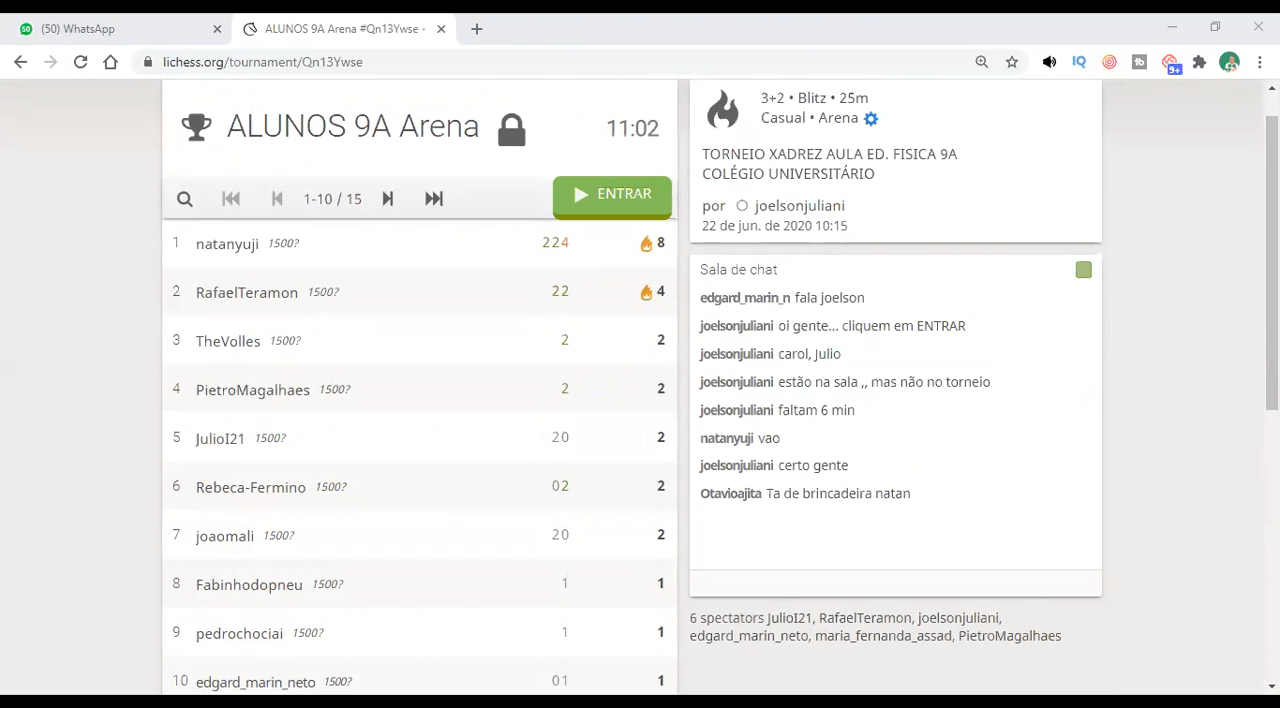 50
(50) WhatsApp
ALUNOS 9A Arena #Qn13Ywse
lichess.org/tournament/Qn13Ywse
IQ
tb
9+
ALUNOS 9A Arena
11:02
1-10 / 15
ENTRAR
1 natanyuji 1500? 224 8
2 RafaelTeramon 1500? 22 4
3 TheVolles 1500? 2 2
4 PietroMagalhaes 1500? 2 2
5 JulioI21 1500? 20 2
6 Rebeca-Fermino 1500? 02 2
7 joaomali 1500? 20 2
8 Fabinhodopneu 1500? 1 1
9 pedrochociai 1500? 1 1
10 edgard_marin_neto 1500? 01 1
3+2 • Blitz • 25m
Casual • Arena
TORNEIO XADREZ AULA ED. FISICA 9A
COLÉGIO UNIVERSITÁRIO
por joelsonjuliani
22 de jun. de 2020 10:15
Sala de chat
edgard_marin_n fala joelson
joelsonjuliani oi gente... cliquem em ENTRAR
joelsonjuliani carol, Julio
joelsonjuliani estão na sala ,, mas não no torneio
joelsonjuliani faltam 6 min
natanyuji vao
joelsonjuliani certo gente
Otavioajita Ta de brincadeira natan
6 spectators JulioI21, RafaelTeramon, joelsonjuliani,
edgard_marin_neto, maria_fernanda_assad, PietroMagalhaes